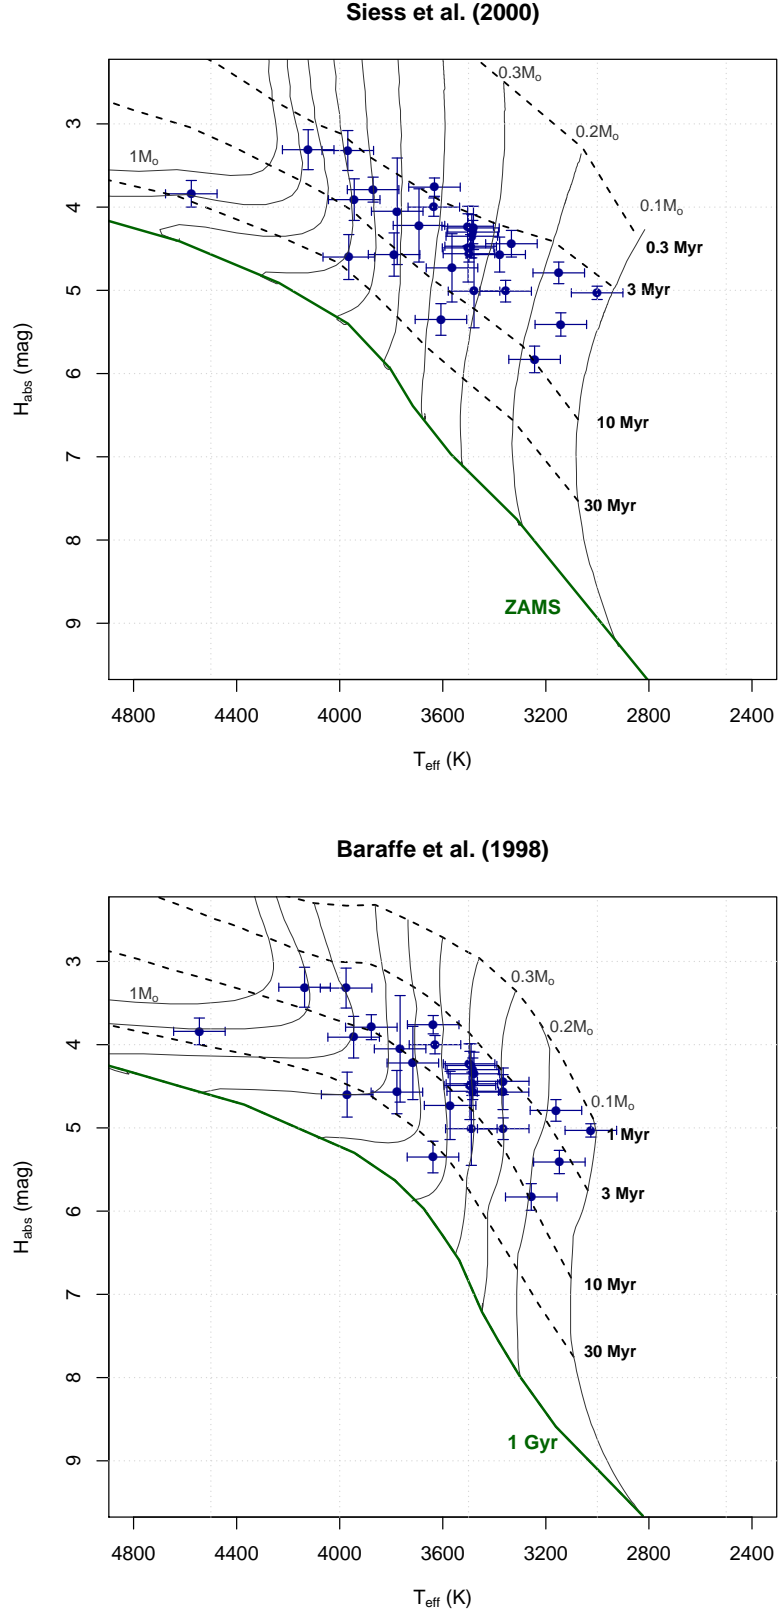 Siess et al. (2000)
0.3Mo
0.2Mo
1Mo
0.1Mo
0.3 Myr
3 Myr
10 Myr
30 Myr
ZAMS
3
4
5
6
7
8
9
Habs (mag)
4800 4400 4000 3600 3200 2800 2400
Teff (K)
Baraffe et al. (1998)
0.3Mo
1Mo
0.2Mo
0.1Mo
1 Myr
3 Myr
10 Myr
30 Myr
1 Gyr
3
4
5
6
7
8
9
Habs (mag)
4800 4400 4000 3600 3200 2800 2400
Teff (K)